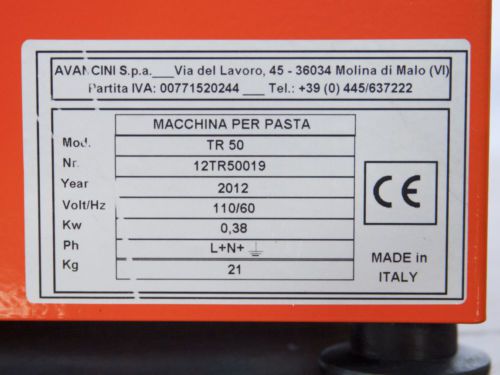 AVANCINI S.p.a.___Via del Lavoro, 45 - 36034 Molina di Malo (VI)
Partita IVA: 00771520244 ___ Tel.: +39 (0) 445/637222
MACCHINA PER PASTA
Mod. TR 50
Nr. 12TR50019
Year 2012
Volt/Hz 110/60
Kw 0,38
Ph L+N+⏚
Kg 21
CE
MADE in
ITALY